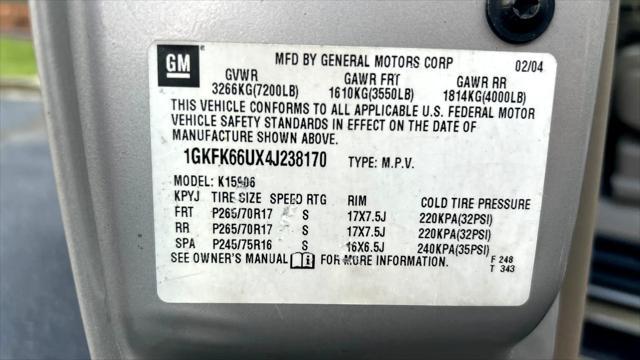 GM
MFD BY GENERAL MOTORS CORP 02/04
GVWR GAWR FRT GAWR RR
3266KG(7200LB) 1610KG(3550LB) 1814KG(4000LB)
THIS VEHICLE CONFORMS TO ALL APPLICABLE U.S. FEDERAL MOTOR
VEHICLE SAFETY STANDARDS IN EFFECT ON THE DATE OF
MANUFACTURE SHOWN ABOVE.
1GKFK66UX4J238170 TYPE: M.P.V.
MODEL: K15906
KPYJ TIRE SIZE SPEED RTG RIM COLD TIRE PRESSURE
FRT P265/70R17 S 17X7.5J 220KPA(32PSI)
RR P265/70R17 S 17X7.5J 220KPA(32PSI)
SPA P245/75R16 S 16X6.5J 240KPA(35PSI)
SEE OWNER'S MANUAL FOR MORE INFORMATION.
F 248
T 343